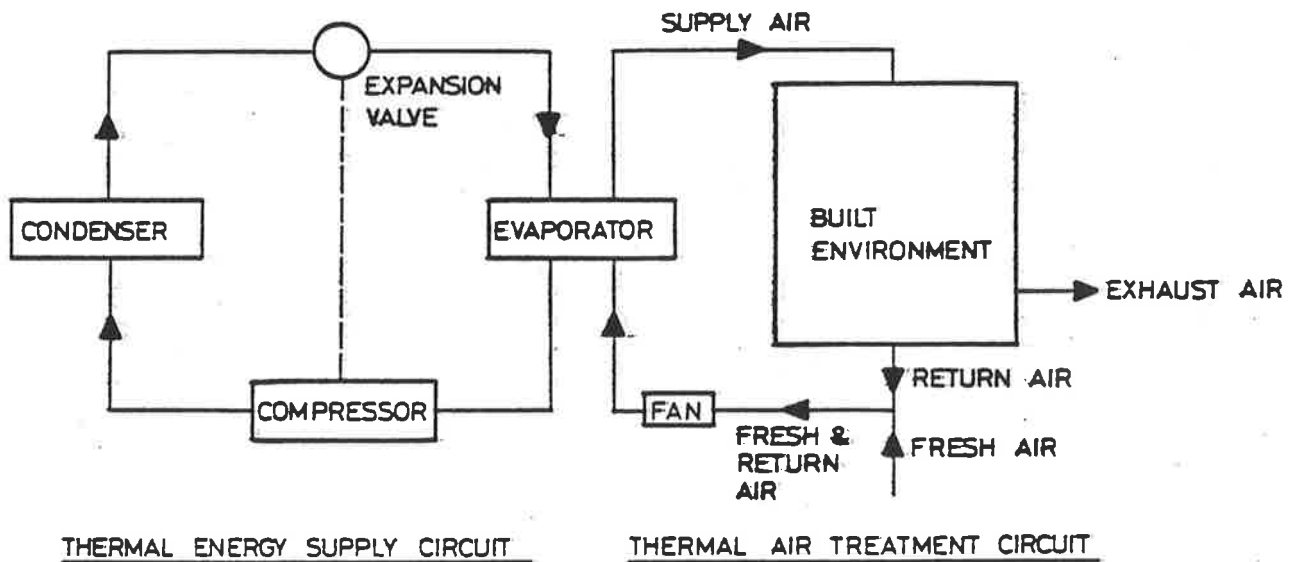 SUPPLY AIR
EXPANSION
VALVE
CONDENSER
EVAPORATOR
BUILT
ENVIRONMENT
EXHAUST AIR
RETURN AIR
COMPRESSOR
FAN
FRESH &
RETURN
AIR
FRESH AIR
THERMAL ENERGY SUPPLY CIRCUIT
THERMAL AIR TREATMENT CIRCUIT